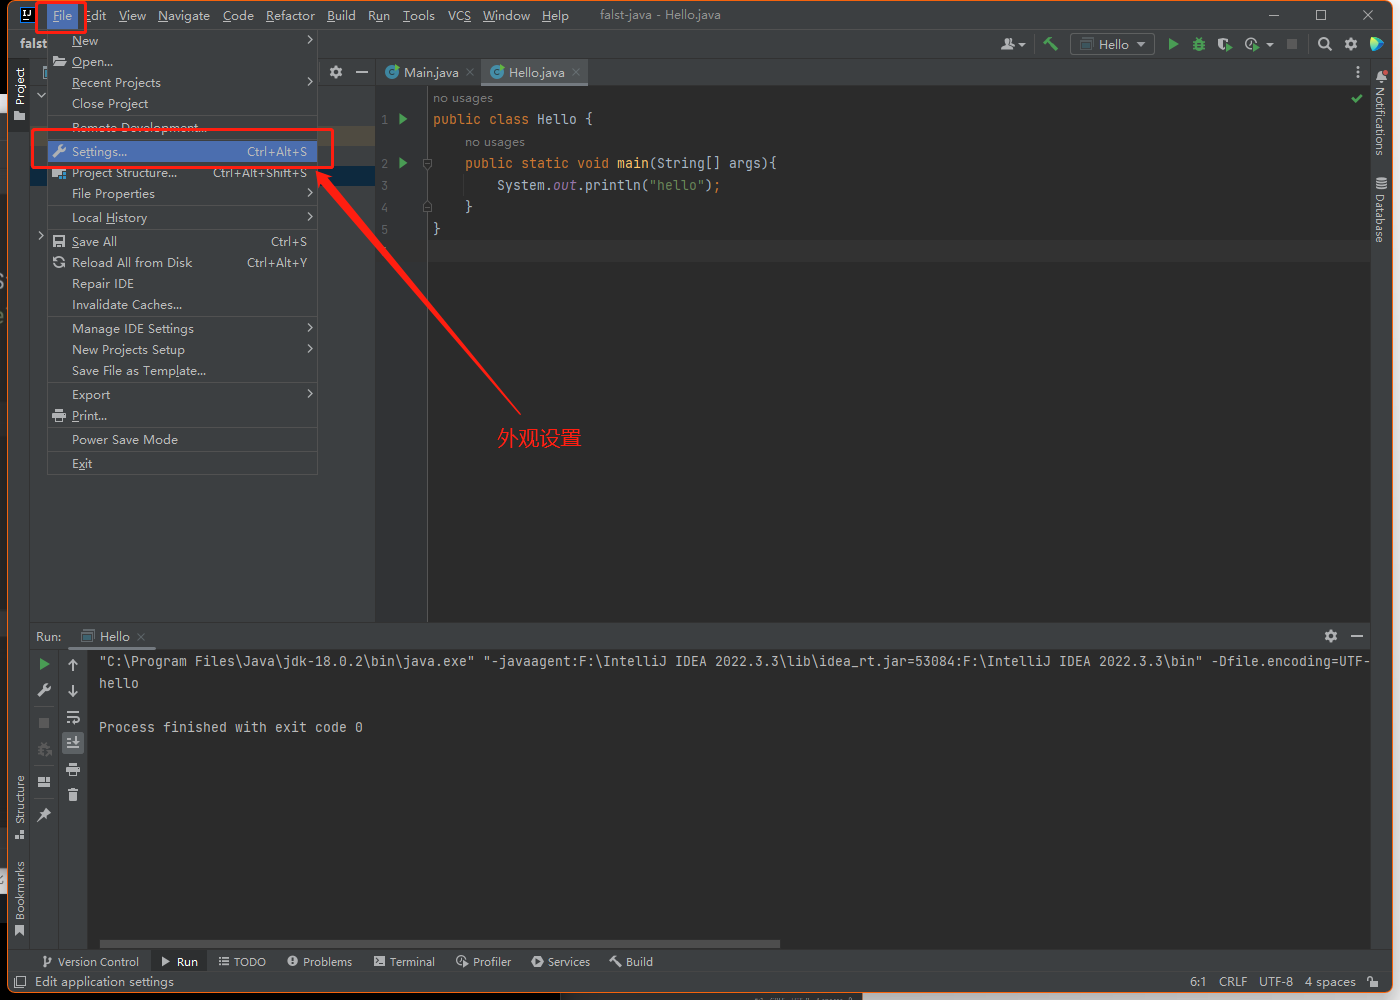 IJ File Edit View Navigate Code Refactor Build Run Tools VCS Window Help falst-java - Hello.java
falst
Hello
Project
Main.java Hello.java
New
Open...
Recent Projects
Close Project
Remote Development...
Settings... Ctrl+Alt+S
Project Structure... Ctrl+Alt+Shift+S
File Properties
Local History
Save All Ctrl+S
Reload All from Disk Ctrl+Alt+Y
Repair IDE
Invalidate Caches...
Manage IDE Settings
New Projects Setup
Save File as Template...
Export
Print...
Power Save Mode
Exit
no usages
1 public class Hello {
no usages
2 public static void main(String[] args){
3 System.out.println("hello");
4 }
5 }
外观设置
Notifications
Database
Run: Hello
"C:\Program Files\Java\jdk-18.0.2\bin\java.exe" "-javaagent:F:\IntelliJ IDEA 2022.3.3\lib\idea_rt.jar=53084:F:\IntelliJ IDEA 2022.3.3\bin" -Dfile.encoding=UTF-
hello
Process finished with exit code 0
Structure
Bookmarks
Version Control Run TODO Problems Terminal Profiler Services Build
Edit application settings 6:1 CRLF UTF-8 4 spaces